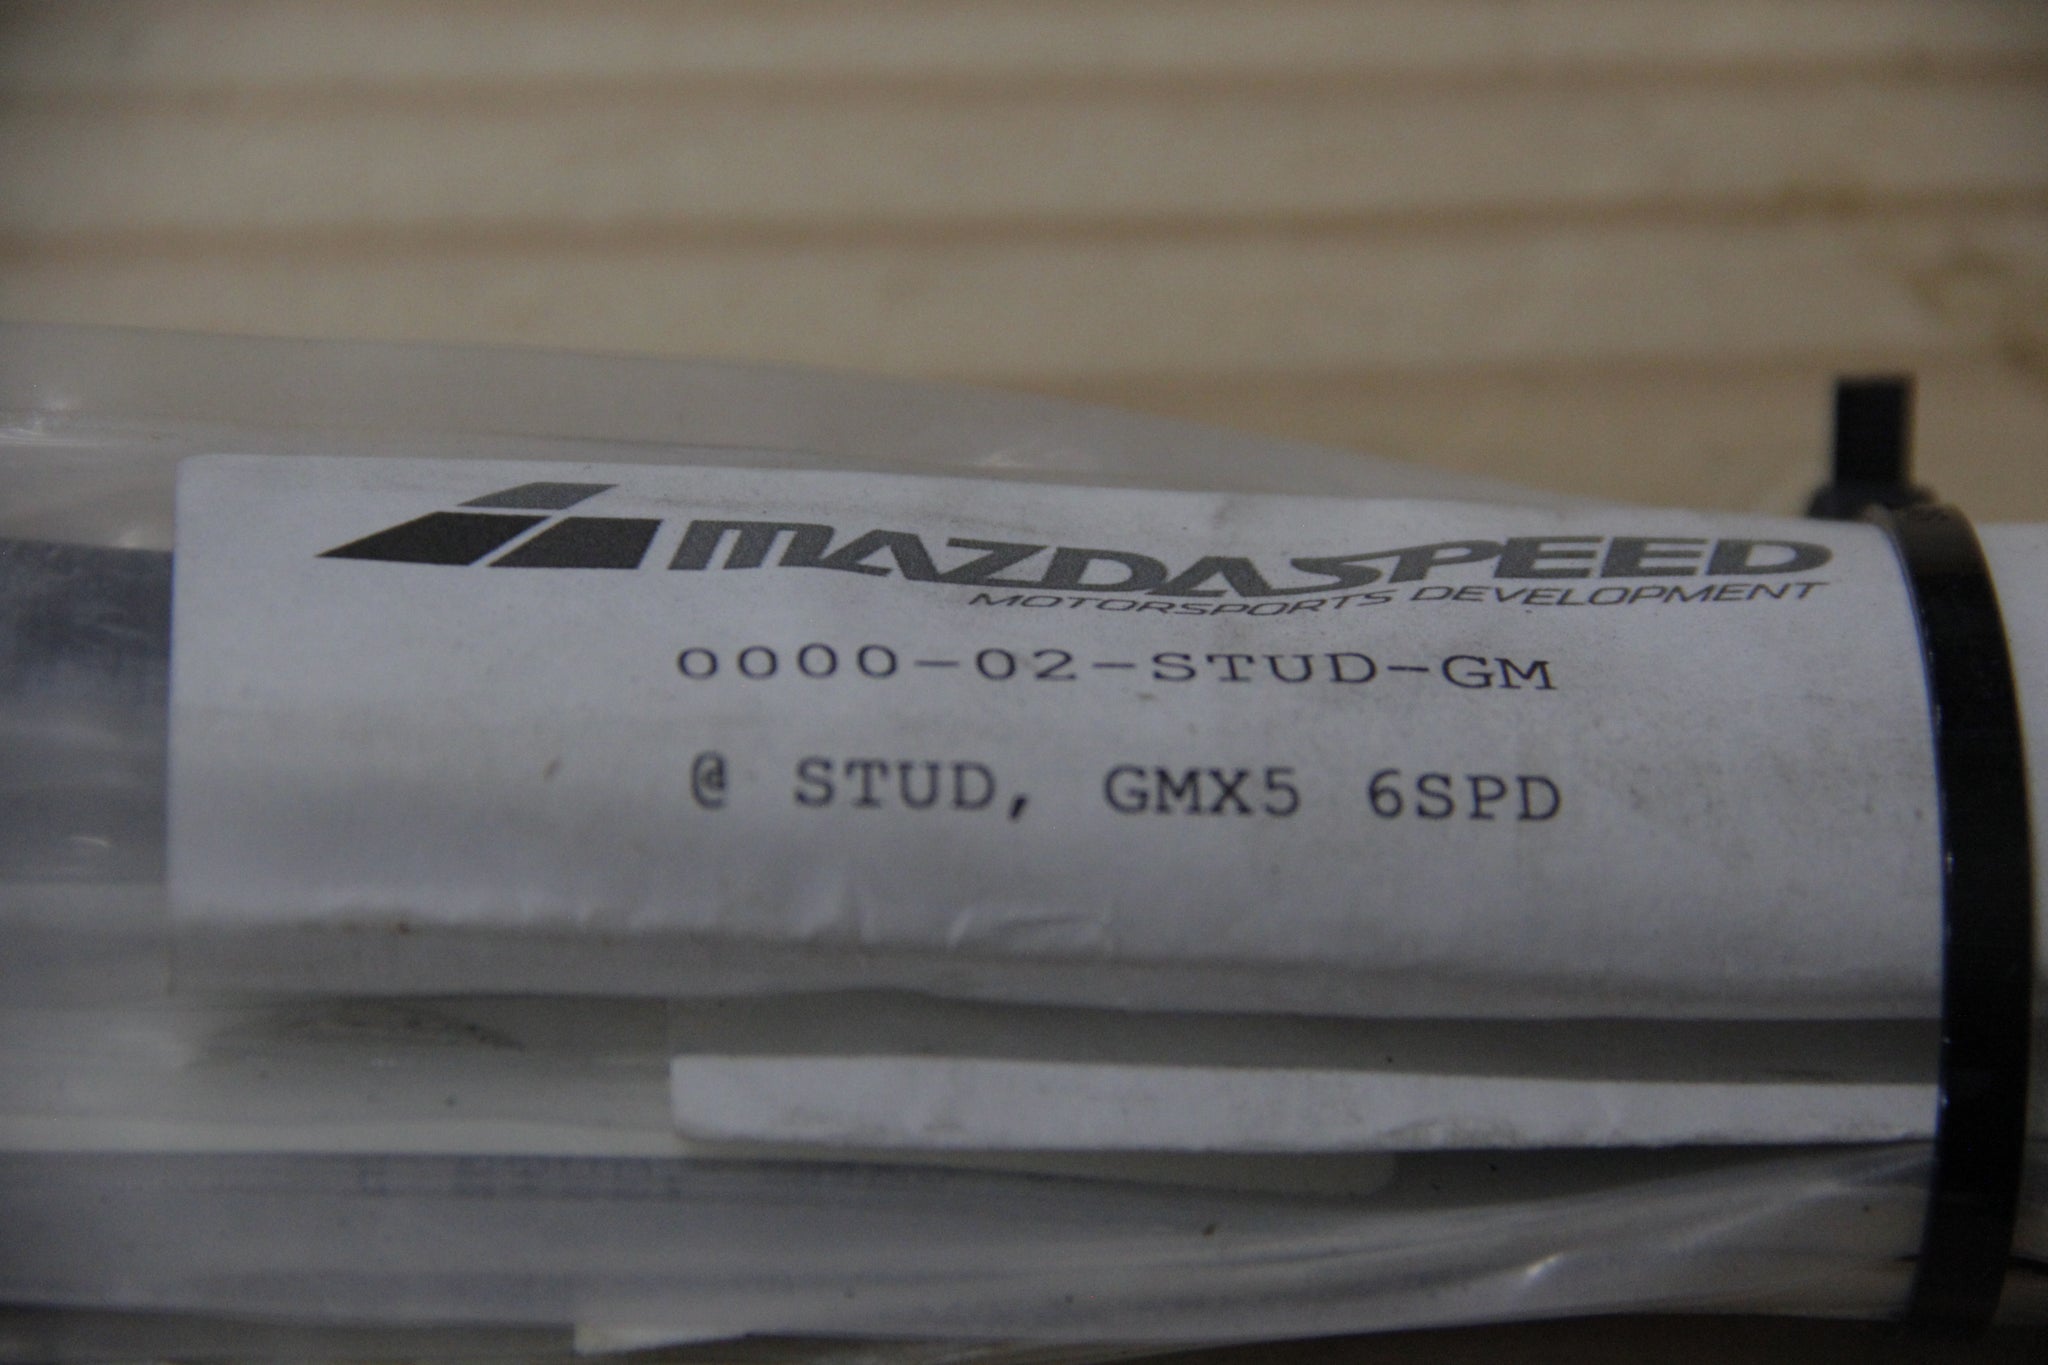 MAZDASPEED
MOTORSPORTS DEVELOPMENT
0000-02-STUD-GM
@ STUD, GMX5 6SPD